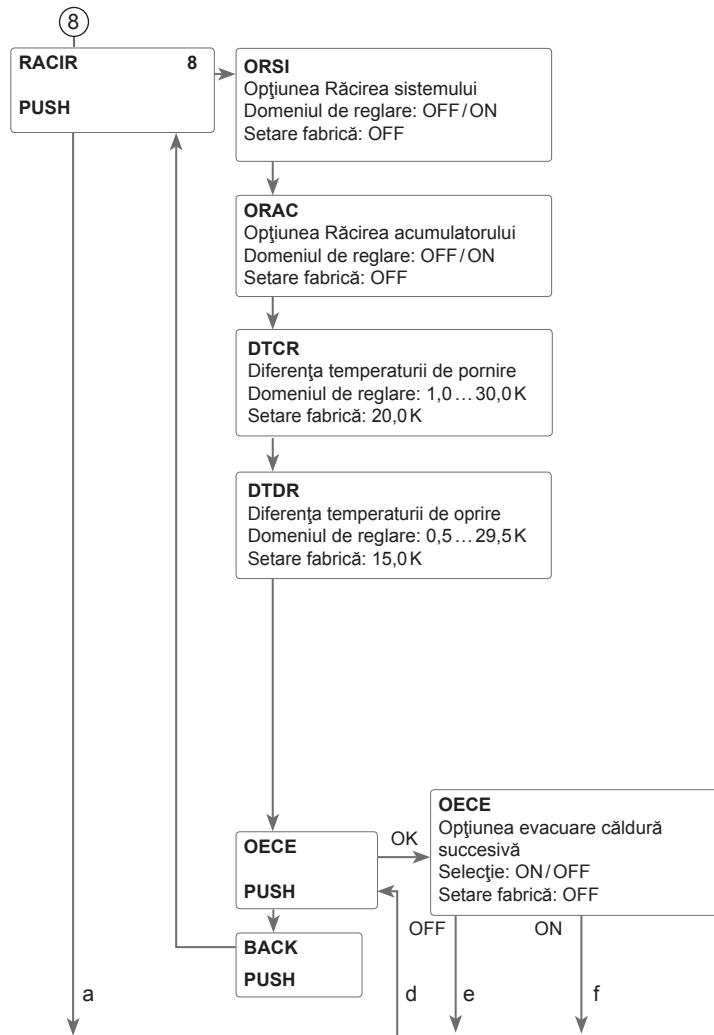 8
RACIR 8
PUSH
ORSI
Opţiunea Răcirea sistemului
Domeniul de reglare: OFF/ON
Setare fabrică: OFF
ORAC
Opţiunea Răcirea acumulatorului
Domeniul de reglare: OFF/ON
Setare fabrică: OFF
DTCR
Diferenţa temperaturii de pornire
Domeniul de reglare: 1,0…30,0K
Setare fabrică: 20,0K
DTDR
Diferenţa temperaturii de oprire
Domeniul de reglare: 0,5…29,5K
Setare fabrică: 15,0K
OECE
PUSH
OK
OECE
Opţiunea evacuare căldură
succesivă
Selecţie: ON/OFF
Setare fabrică: OFF
OFF ON
BACK
PUSH
a d e f